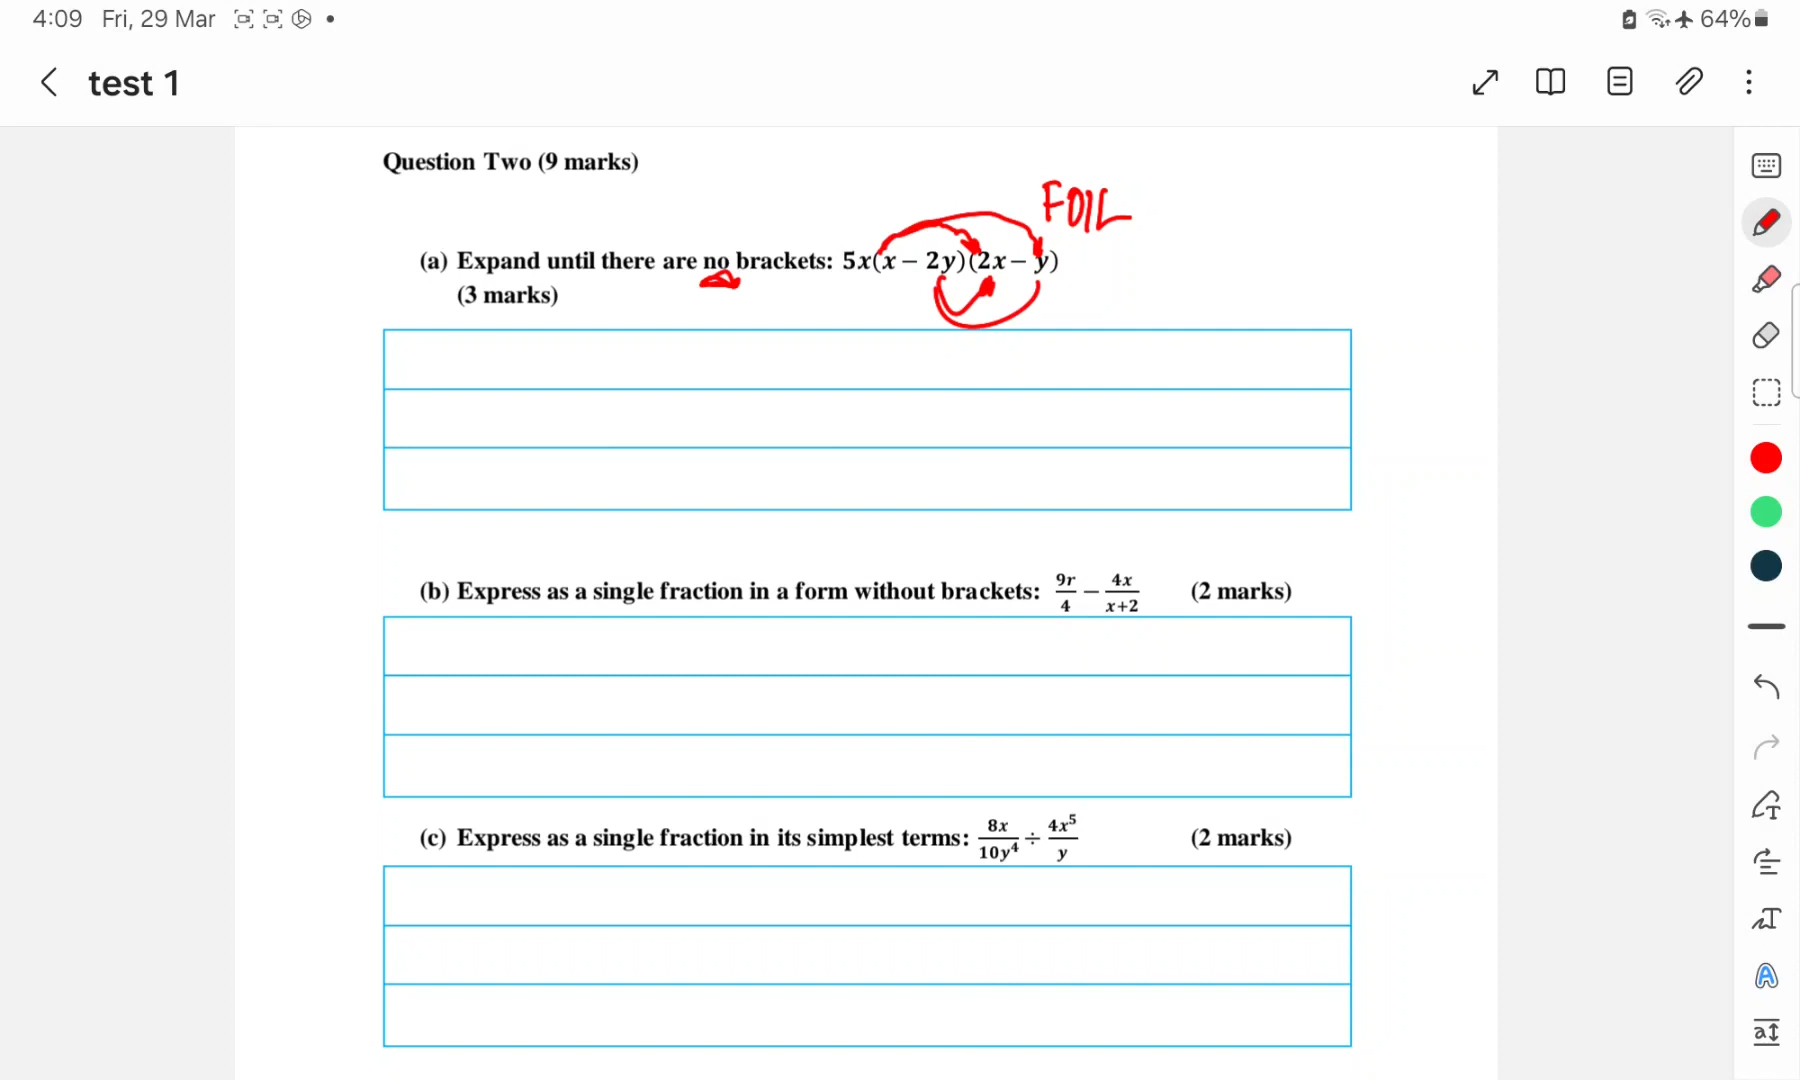 4:09 Fri, 29 Mar 64%
test 1
Question Two (9 marks)
FOIL
(a) Expand until there are no brackets: 5x(x − 2y)(2x − y)
(3 marks)
(b) Express as a single fraction in a form without brackets: 9r/4 − 4x/(x+2) (2 marks)
(c) Express as a single fraction in its simplest terms: 8x/10y⁴ ÷ 4x⁵/y (2 marks)